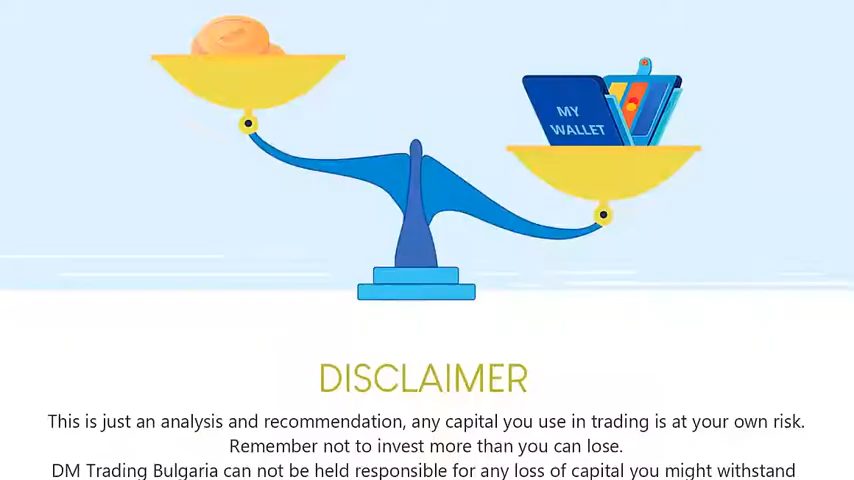 MY
WALLET
DISCLAIMER
This is just an analysis and recommendation, any capital you use in trading is at your own risk.
Remember not to invest more than you can lose.
DM Trading Bulgaria can not be held responsible for any loss of capital you might withstand